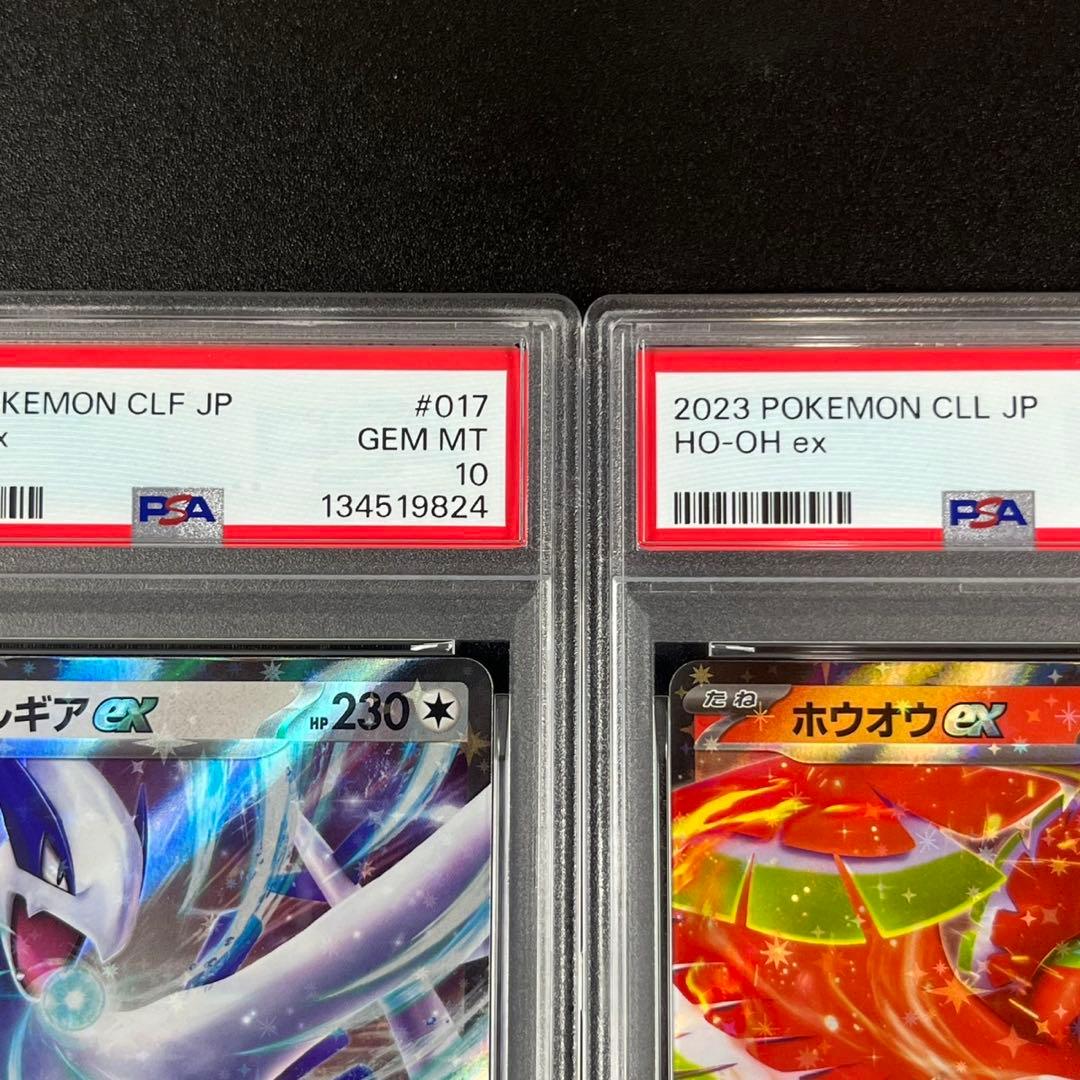 KEMON CLF JP #017
x GEM MT
10
134519824
PSA
2023 POKEMON CLL JP
HO-OH ex
PSA
ルギアex HP 230
たね ホウオウex